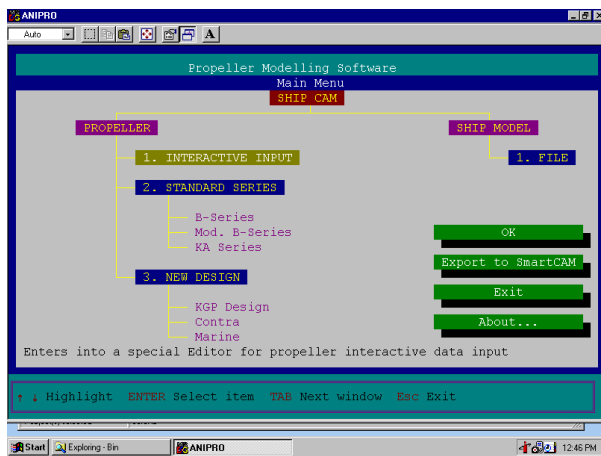 ANIPRO
Auto
A
Propeller Modelling Software
Main Menu
SHIP CAM
PROPELLER
SHIP MODEL
1. INTERACTIVE INPUT
1. FILE
2. STANDARD SERIES
B-Series
Mod. B-Series
KA Series
OK
Export to SmartCAM
3. NEW DESIGN
Exit
KGP Design
Contra
About...
Marine
Enters into a special Editor for propeller interactive data input
↑ ↓ Highlight ENTER Select item TAB Next window Esc Exit
Start Exploring - Bin ANIPRO 12:46 PM